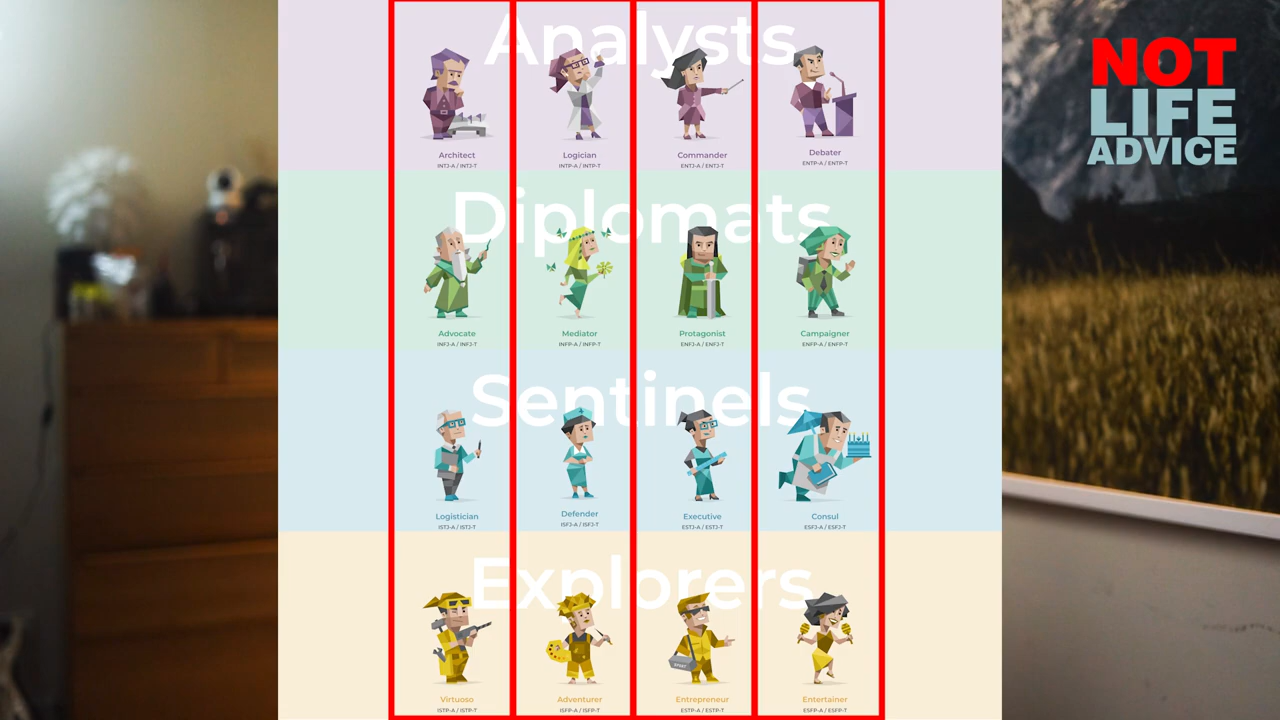 Analysts
NOT
LIFE
ADVICE
Architect
Logician
Commander
Debater
INTJ-A / INTJ-T
INTP-A / INTP-T
ENTJ-A / ENTJ-T
ENTP-A / ENTP-T
Diplomats
Advocate
Mediator
Protagonist
Campaigner
INFJ-A / INFJ-T
INFP-A / INFP-T
ENFJ-A / ENFJ-T
ENFP-A / ENFP-T
Sentinels
Logistician
Defender
Executive
Consul
ISTJ-A / ISTJ-T
ISFJ-A / ISFJ-T
ESTJ-A / ESTJ-T
ESFJ-A / ESFJ-T
Explorers
SPORT
Virtuoso
Adventurer
Entrepreneur
Entertainer
ISTP-A / ISTP-T
ISFP-A / ISFP-T
ESTP-A / ESTP-T
ESFP-A / ESFP-T